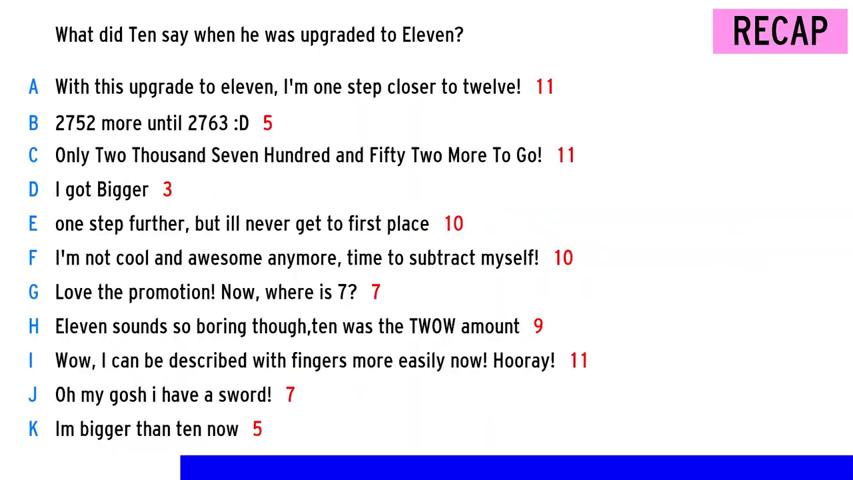 What did Ten say when he was upgraded to Eleven?
RECAP
A With this upgrade to eleven, I'm one step closer to twelve! 11
B 2752 more until 2763 :D 5
C Only Two Thousand Seven Hundred and Fifty Two More To Go! 11
D I got Bigger 3
E one step further, but ill never get to first place 10
F I'm not cool and awesome anymore, time to subtract myself! 10
G Love the promotion! Now, where is 7? 7
H Eleven sounds so boring though,ten was the TWOW amount 9
I Wow, I can be described with fingers more easily now! Hooray! 11
J Oh my gosh i have a sword! 7
K Im bigger than ten now 5